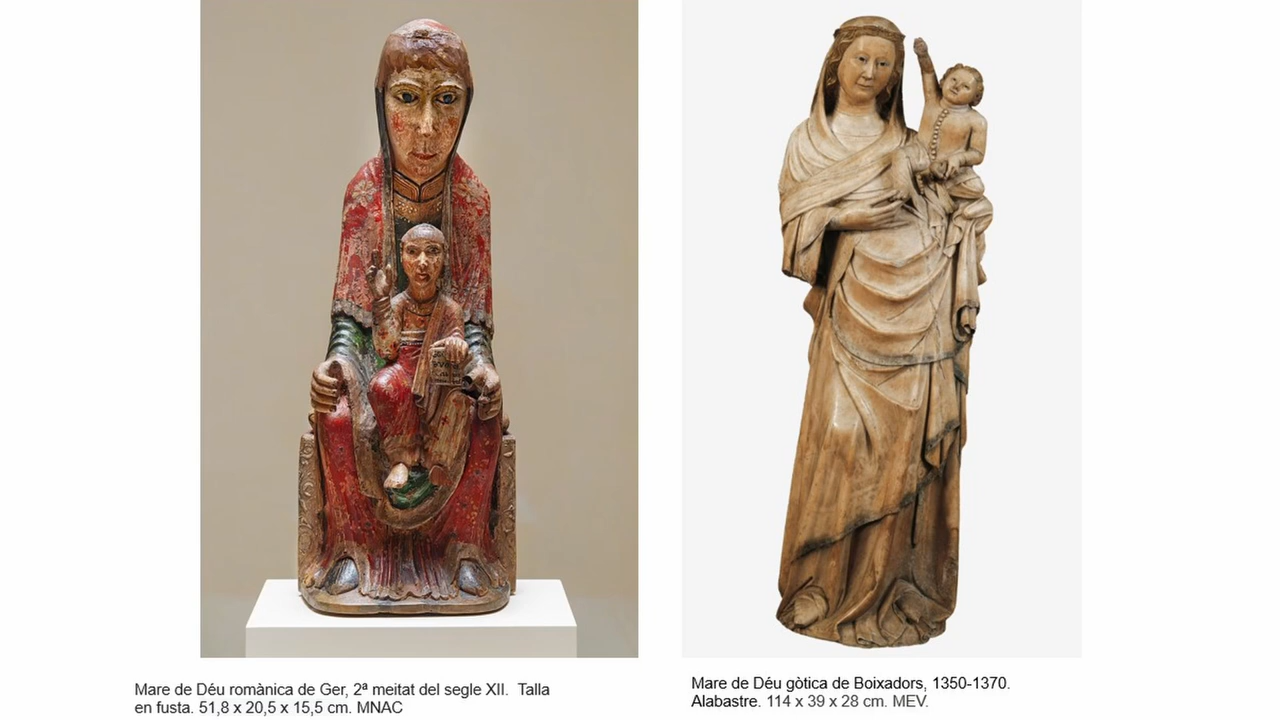 Mare de Déu romànica de Ger, 2ª meitat del segle XII.  Talla
en fusta. 51,8 x 20,5 x 15,5 cm. MNAC
Mare de Déu gòtica de Boixadors, 1350-1370.
Alabastre. 114 x 39 x 28 cm. MEV.